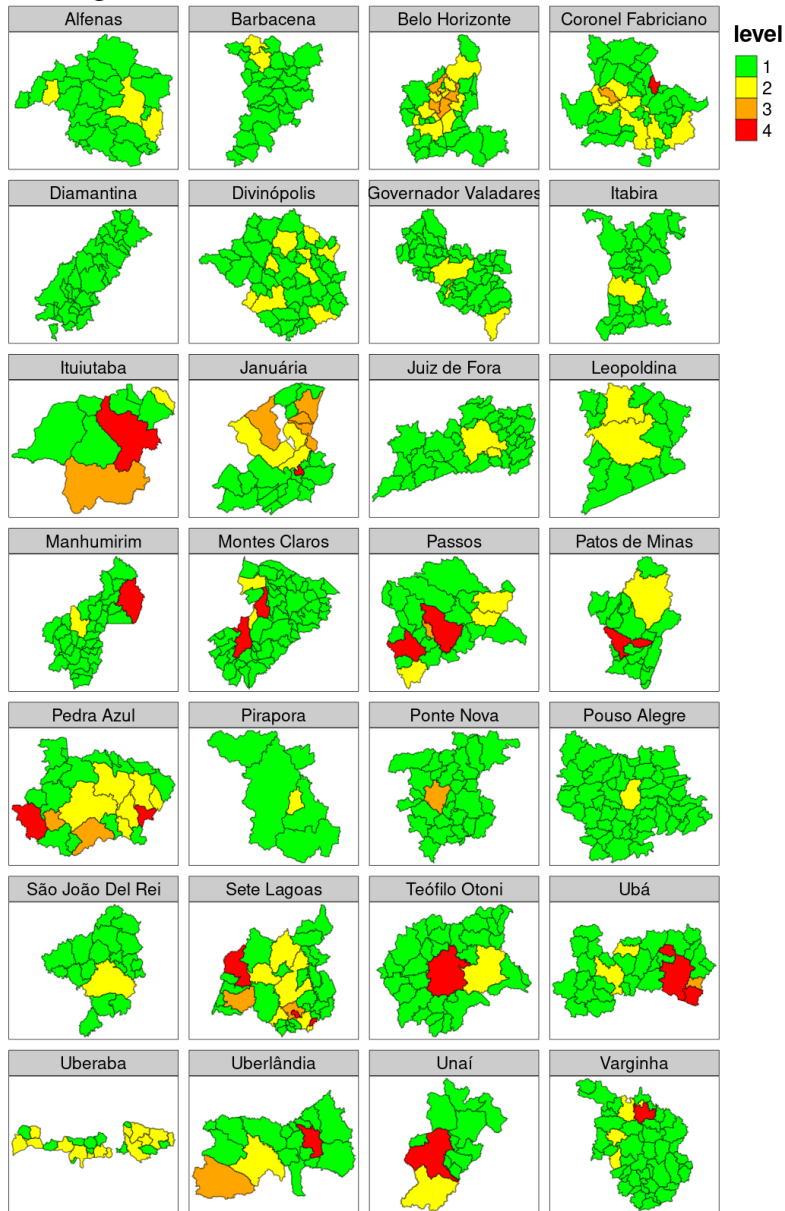 Alfenas
Barbacena
Belo Horizonte
Coronel Fabriciano
level
1
2
3
4
Diamantina
Divinópolis
Governador Valadares
Itabira
Ituiutaba
Januária
Juiz de Fora
Leopoldina
Manhumirim
Montes Claros
Passos
Patos de Minas
Pedra Azul
Pirapora
Ponte Nova
Pouso Alegre
São João Del Rei
Sete Lagoas
Teófilo Otoni
Ubá
Uberaba
Uberlândia
Unaí
Varginha